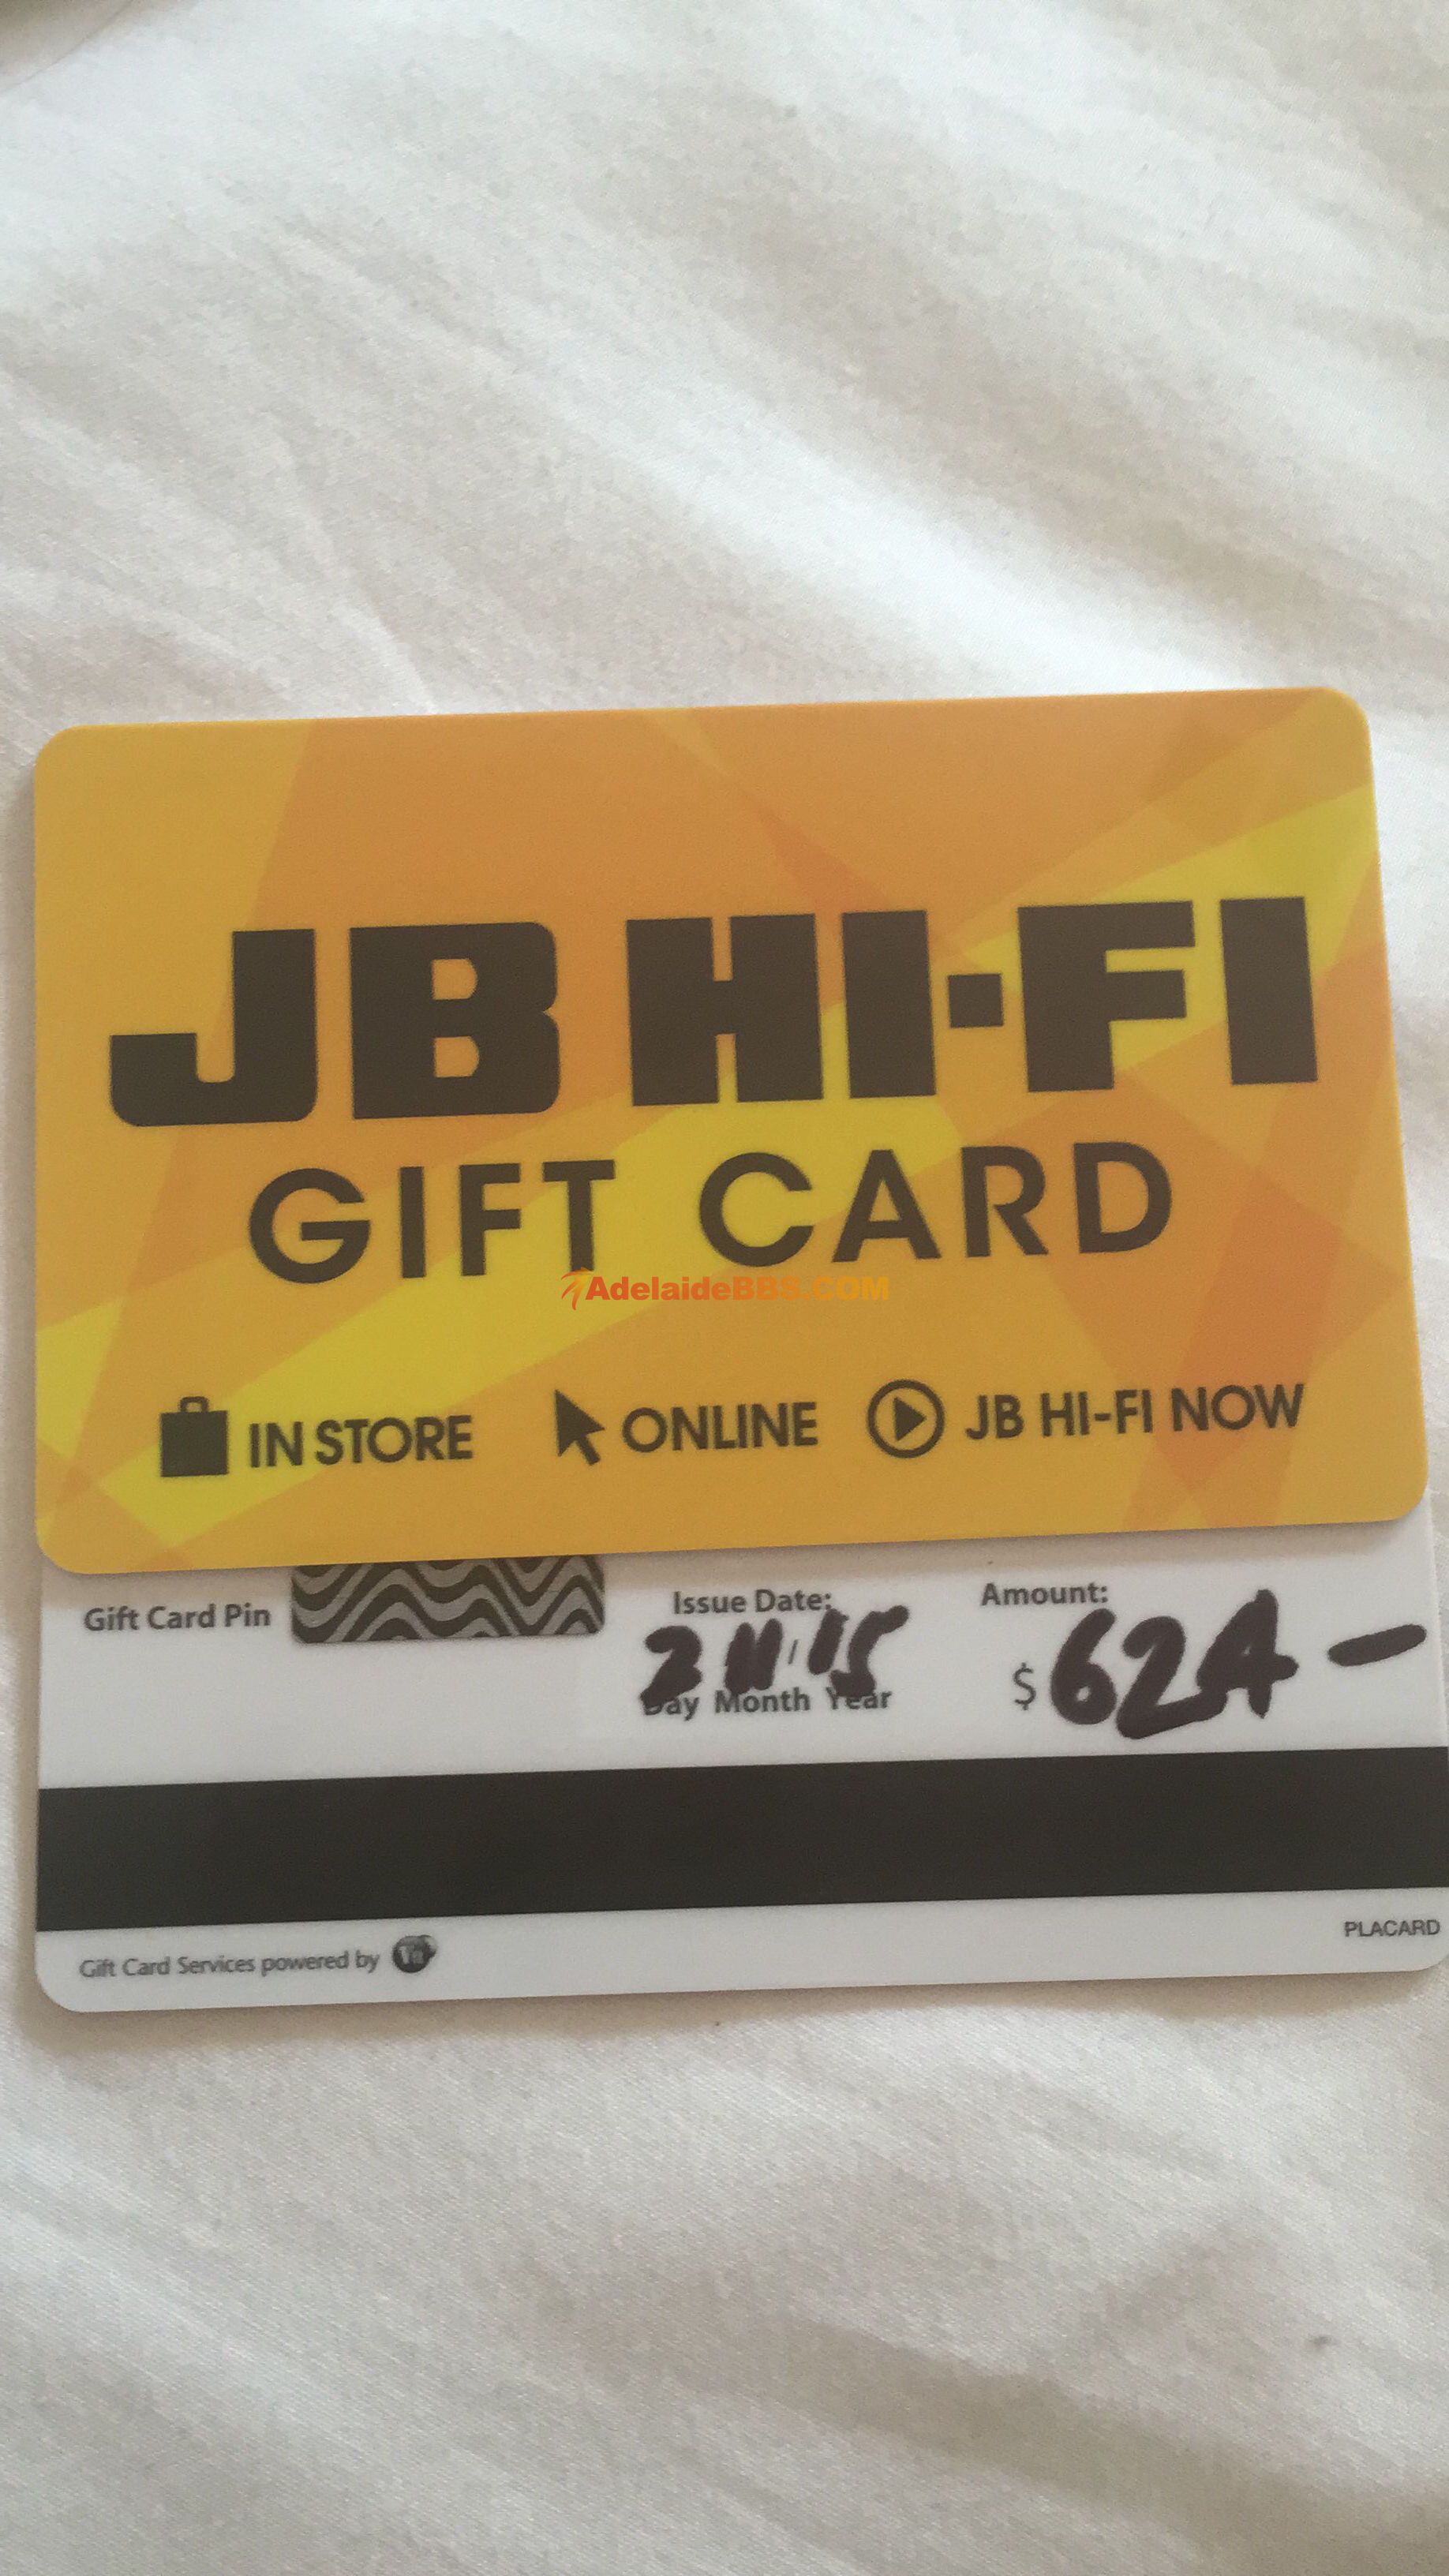 JB HI-FI
GIFT CARD
AdelaideBBS.COM
IN STORE ONLINE JB HI-FI NOW
Gift Card Pin
Issue Date:
2 11 15
Day Month Year
Amount:
$624 -
PLACARD
Gift Card Services powered by